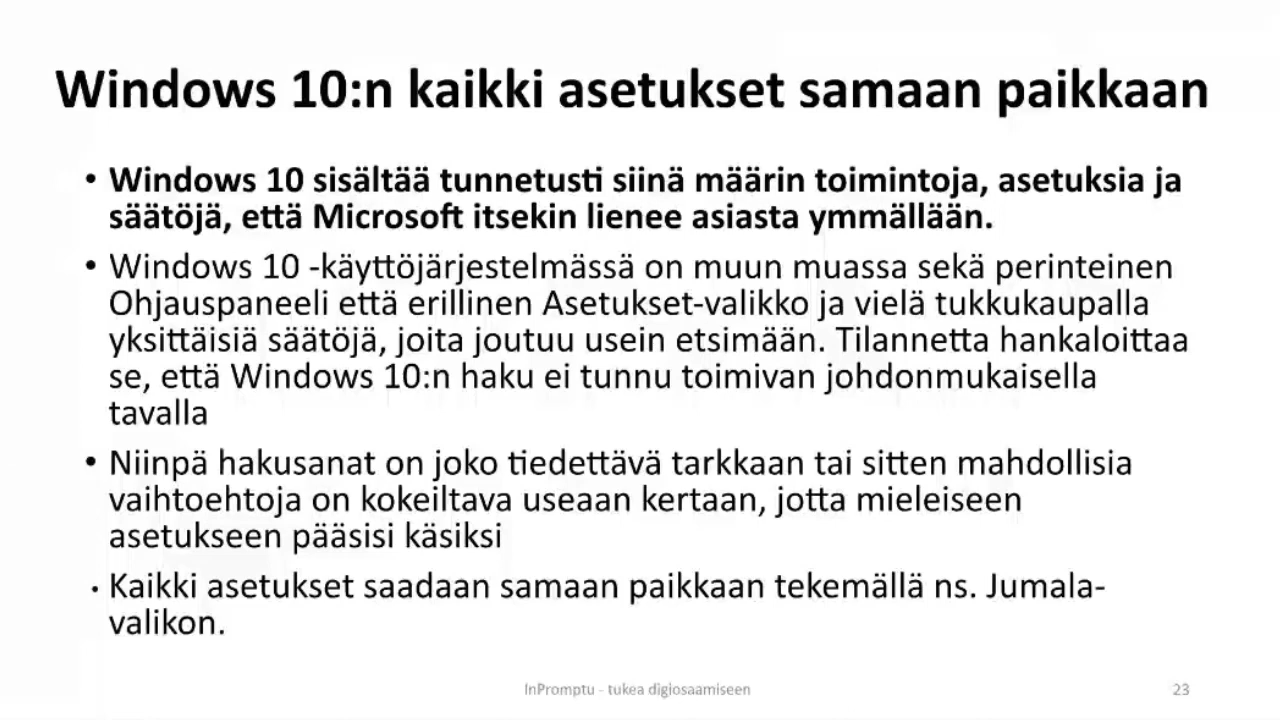 Windows 10:n kaikki asetukset samaan paikkaan
• Windows 10 sisältää tunnetusti siinä määrin toimintoja, asetuksia ja
säätöjä, että Microsoft itsekin lienee asiasta ymmällään.
• Windows 10 -käyttöjärjestelmässä on muun muassa sekä perinteinen
Ohjauspaneeli että erillinen Asetukset-valikko ja vielä tukkukaupalla
yksittäisiä säätöjä, joita joutuu usein etsimään. Tilannetta hankaloittaa
se, että Windows 10:n haku ei tunnu toimivan johdonmukaisella
tavalla
• Niinpä hakusanat on joko tiedettävä tarkkaan tai sitten mahdollisia
vaihtoehtoja on kokeiltava useaan kertaan, jotta mieleiseen
asetukseen pääsisi käsiksi
• Kaikki asetukset saadaan samaan paikkaan tekemällä ns. Jumala-
valikon.
InPromptu - tukea digiosaamiseen
23